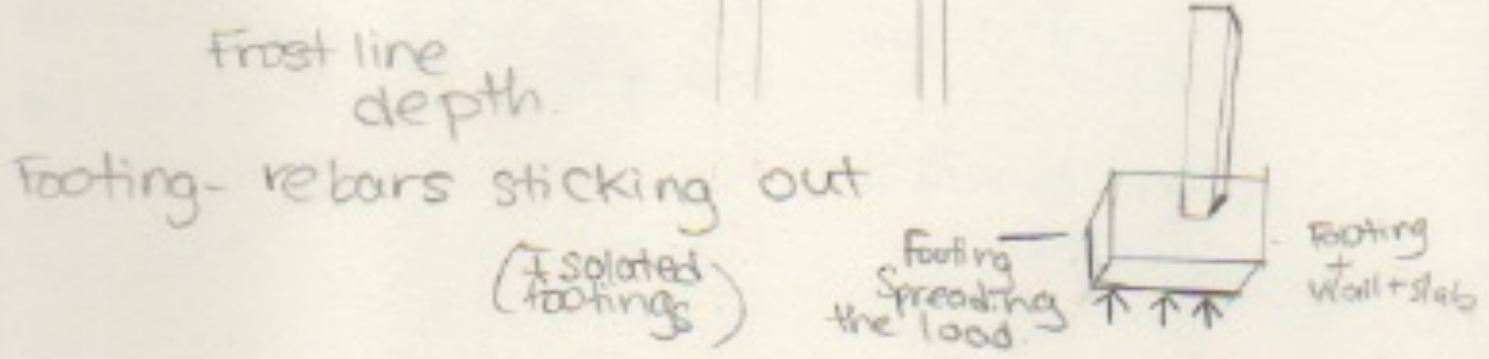 Frost line
depth.
Footing- rebars sticking out
(Isolated
footings)
Footing
Spreading
the load.
Footing
+
wall+slab